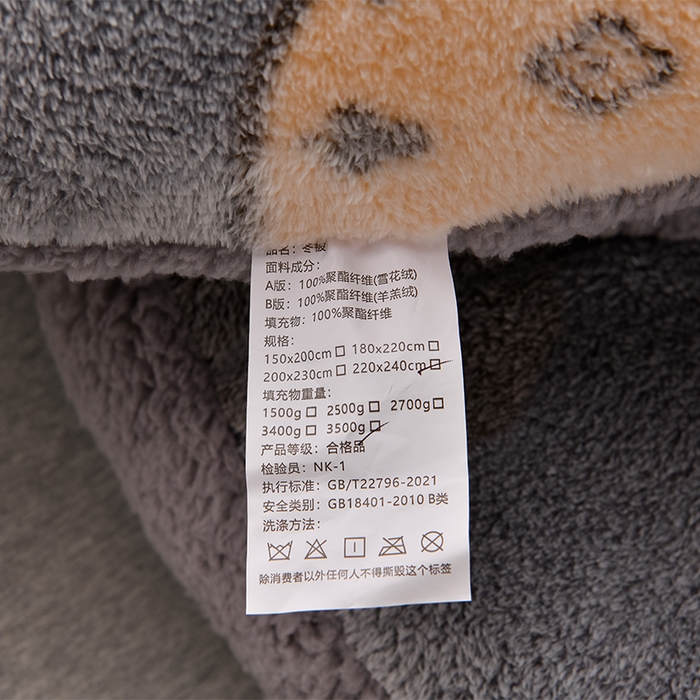 品名：冬被
面料成分：
A版：100%聚酯纤维(雪花绒)
B版：100%聚酯纤维(羊羔绒)
填充物：100%聚酯纤维
规格：
150x200cm□ 180x220cm□
200x230cm□ 220x240cm☑
填充物重量：
1500g□ 2500g□ 2700g□
3400g□ 3500g☑
产品等级：合格品
检验员：NK-1
执行标准：GB/T22796-2021
安全类别：GB18401-2010 B类
洗涤方法：
除消费者以外任何人不得撕毁这个标签